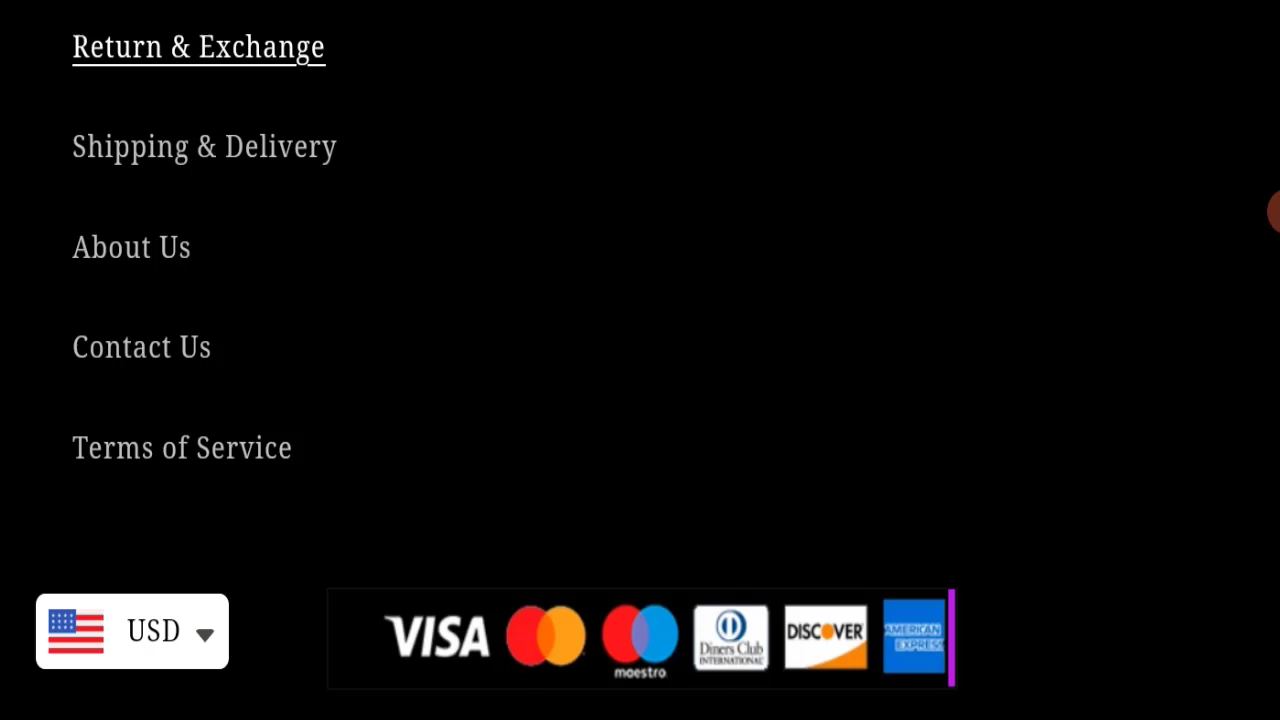 Return & Exchange
Shipping & Delivery
About Us
Contact Us
Terms of Service
USD
VISA
maestro
Diners Club
INTERNATIONAL
DISCOVER
AMERICAN
EXPRESS